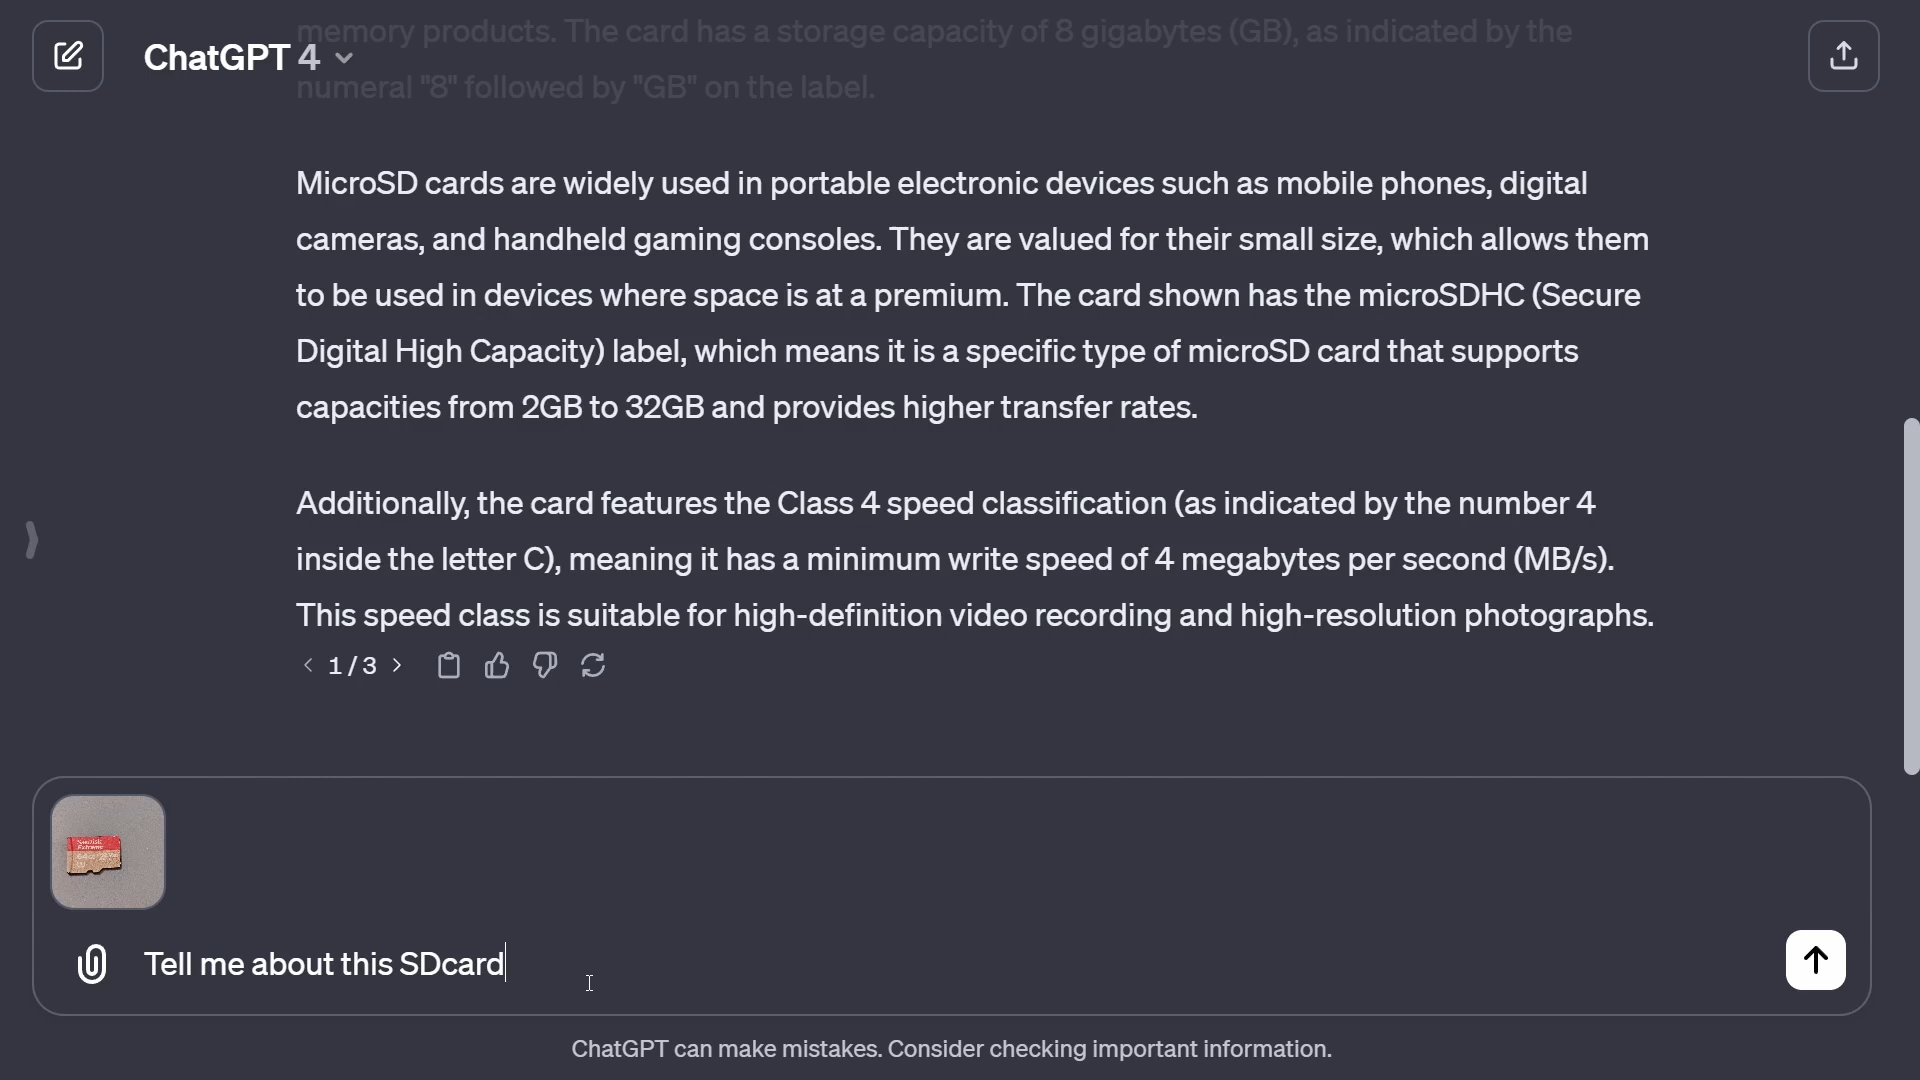 memory products. The card has a storage capacity of 8 gigabytes (GB), as indicated by the
ChatGPT 4
numeral "8" followed by "GB" on the label.
MicroSD cards are widely used in portable electronic devices such as mobile phones, digital
cameras, and handheld gaming consoles. They are valued for their small size, which allows them
to be used in devices where space is at a premium. The card shown has the microSDHC (Secure
Digital High Capacity) label, which means it is a specific type of microSD card that supports
capacities from 2GB to 32GB and provides higher transfer rates.
Additionally, the card features the Class 4 speed classification (as indicated by the number 4
inside the letter C), meaning it has a minimum write speed of 4 megabytes per second (MB/s).
This speed class is suitable for high-definition video recording and high-resolution photographs.
1 / 3
SanDisk
Extreme
Tell me about this SDcard
ChatGPT can make mistakes. Consider checking important information.